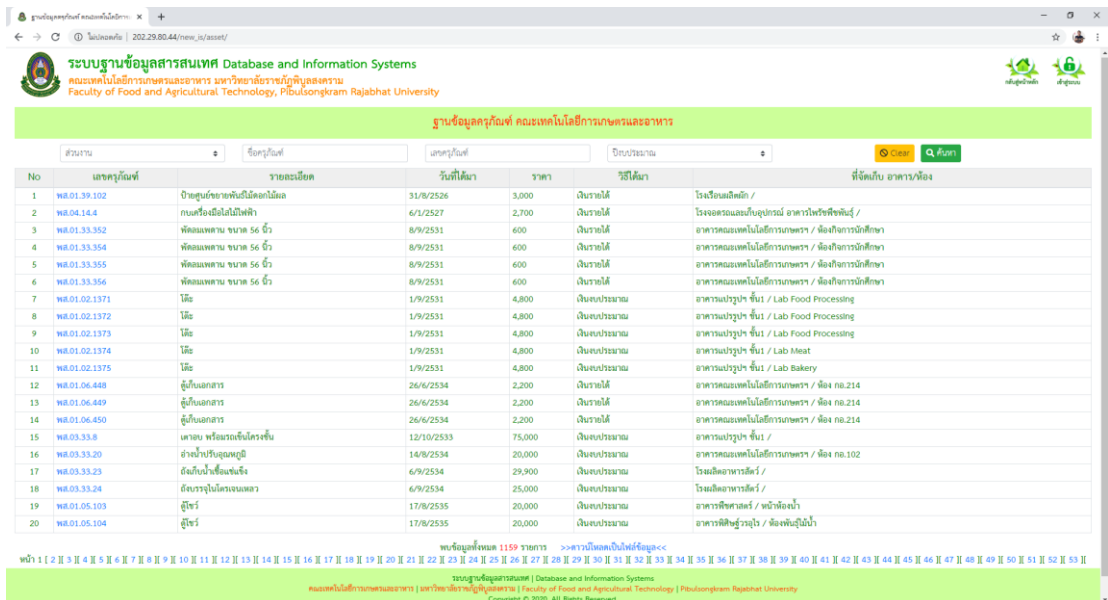 ฐานข้อมูลครุภัณฑ์ คณะเทคโนโลยีการเกษตร
ไม่ปลอดภัย | 202.29.80.44/new_is/asset/
ระบบฐานข้อมูลสารสนเทศ Database and Information Systems
คณะเทคโนโลยีการเกษตรและอาหาร มหาวิทยาลัยราชภัฏพิบูลสงคราม
Faculty of Food and Agricultural Technology, Pibulsongkram Rajabhat University
กลับสู่หน้าหลัก เข้าสู่ระบบ
ฐานข้อมูลครุภัณฑ์ คณะเทคโนโลยีการเกษตรและอาหาร
ส่วนงาน ชื่อครุภัณฑ์ เลขครุภัณฑ์ ปีงบประมาณ Clear ค้นหา
No เลขครุภัณฑ์ รายละเอียด วันที่ได้มา ราคา วิธีได้มา ที่จัดเก็บ อาคาร/ห้อง
1 พส.01.39.102 ป้ายศูนย์ขยายพันธ์ไม้ดอกไม้ผล 31/8/2526 3,000 เงินรายได้ โรงเรือนผลิตผัก /
2 พส.04.14.4 กบเครื่องมือไสไม้ไฟฟ้า 6/1/2527 2,700 เงินรายได้ โรงจอดรถและเก็บอุปกรณ์ อาคารไพรัชพืชพันธุ์ /
3 พส.01.33.352 พัดลมเพดาน ขนาด 56 นิ้ว 8/9/2531 600 เงินรายได้ อาคารคณะเทคโนโลยีการเกษตรฯ / ห้องกิจการนักศึกษา
4 พส.01.33.354 พัดลมเพดาน ขนาด 56 นิ้ว 8/9/2531 600 เงินรายได้ อาคารคณะเทคโนโลยีการเกษตรฯ / ห้องกิจการนักศึกษา
5 พส.01.33.355 พัดลมเพดาน ขนาด 56 นิ้ว 8/9/2531 600 เงินรายได้ อาคารคณะเทคโนโลยีการเกษตรฯ / ห้องกิจการนักศึกษา
6 พส.01.33.356 พัดลมเพดาน ขนาด 56 นิ้ว 8/9/2531 600 เงินรายได้ อาคารคณะเทคโนโลยีการเกษตรฯ / ห้องกิจการนักศึกษา
7 พส.01.02.1371 โต๊ะ 1/9/2531 4,800 เงินงบประมาณ อาคารแปรรูปฯ ชั้น1 / Lab Food Processing
8 พส.01.02.1372 โต๊ะ 1/9/2531 4,800 เงินงบประมาณ อาคารแปรรูปฯ ชั้น1 / Lab Food Processing
9 พส.01.02.1373 โต๊ะ 1/9/2531 4,800 เงินงบประมาณ อาคารแปรรูปฯ ชั้น1 / Lab Food Processing
10 พส.01.02.1374 โต๊ะ 1/9/2531 4,800 เงินงบประมาณ อาคารแปรรูปฯ ชั้น1 / Lab Meat
11 พส.01.02.1375 โต๊ะ 1/9/2531 4,800 เงินงบประมาณ อาคารแปรรูปฯ ชั้น1 / Lab Bakery
12 พส.01.06.448 ตู้เก็บเอกสาร 26/6/2534 2,200 เงินรายได้ อาคารคณะเทคโนโลยีการเกษตรฯ / ห้อง กอ.214
13 พส.01.06.449 ตู้เก็บเอกสาร 26/6/2534 2,200 เงินรายได้ อาคารคณะเทคโนโลยีการเกษตรฯ / ห้อง กอ.214
14 พส.01.06.450 ตู้เก็บเอกสาร 26/6/2534 2,200 เงินรายได้ อาคารคณะเทคโนโลยีการเกษตรฯ / ห้อง กอ.214
15 พส.03.33.8 เตาอบ พร้อมรถเข็นโครงชั้น 12/10/2533 75,000 เงินงบประมาณ อาคารแปรรูปฯ ชั้น1 /
16 พส.03.33.20 อ่างน้ำปรับอุณหภูมิ 14/8/2534 20,000 เงินงบประมาณ อาคารคณะเทคโนโลยีการเกษตรฯ / ห้อง กอ.102
17 พส.03.33.23 ถังเก็บน้ำเชื้อแช่แข็ง 6/9/2534 29,900 เงินงบประมาณ โรงผลิตอาหารสัตว์ /
18 พส.03.33.24 ถังบรรจุไนโตรเจนเหลว 6/9/2534 25,000 เงินงบประมาณ โรงผลิตอาหารสัตว์ /
19 พส.01.05.103 ตู้โชว์ 17/8/2535 20,000 เงินงบประมาณ อาคารพืชศาสตร์ / หน้าห้องน้ำ
20 พส.01.05.104 ตู้โชว์ 17/8/2535 20,000 เงินงบประมาณ อาคารพิศิษฐ์วรอุไร / ห้องพันธุ์ไม้น้ำ
พบข้อมูลทั้งหมด 1159 รายการ >>ดาวน์โหลดเป็นไฟล์ข้อมูล<<
หน้า 1 [ 2 ][ 3 ][ 4 ][ 5 ][ 6 ][ 7 ][ 8 ][ 9 ][ 10 ][ 11 ][ 12 ][ 13 ][ 14 ][ 15 ][ 16 ][ 17 ][ 18 ][ 19 ][ 20 ][ 21 ][ 22 ][ 23 ][ 24 ][ 25 ][ 26 ][ 27 ][ 28 ][ 29 ][ 30 ][ 31 ][ 32 ][ 33 ][ 34 ][ 35 ][ 36 ][ 37 ][ 38 ][ 39 ][ 40 ][ 41 ][ 42 ][ 43 ][ 44 ][ 45 ][ 46 ][ 47 ][ 48 ][ 49 ][ 50 ][ 51 ][ 52 ][ 53 ][
ระบบฐานข้อมูลสารสนเทศ | Database and Information Systems
คณะเทคโนโลยีการเกษตรและอาหาร | มหาวิทยาลัยราชภัฏพิบูลสงคราม | Faculty of Food and Agricultural Technology | Pibulsongkram Rajabhat University
Copyright © 2020. All Rights Reserved